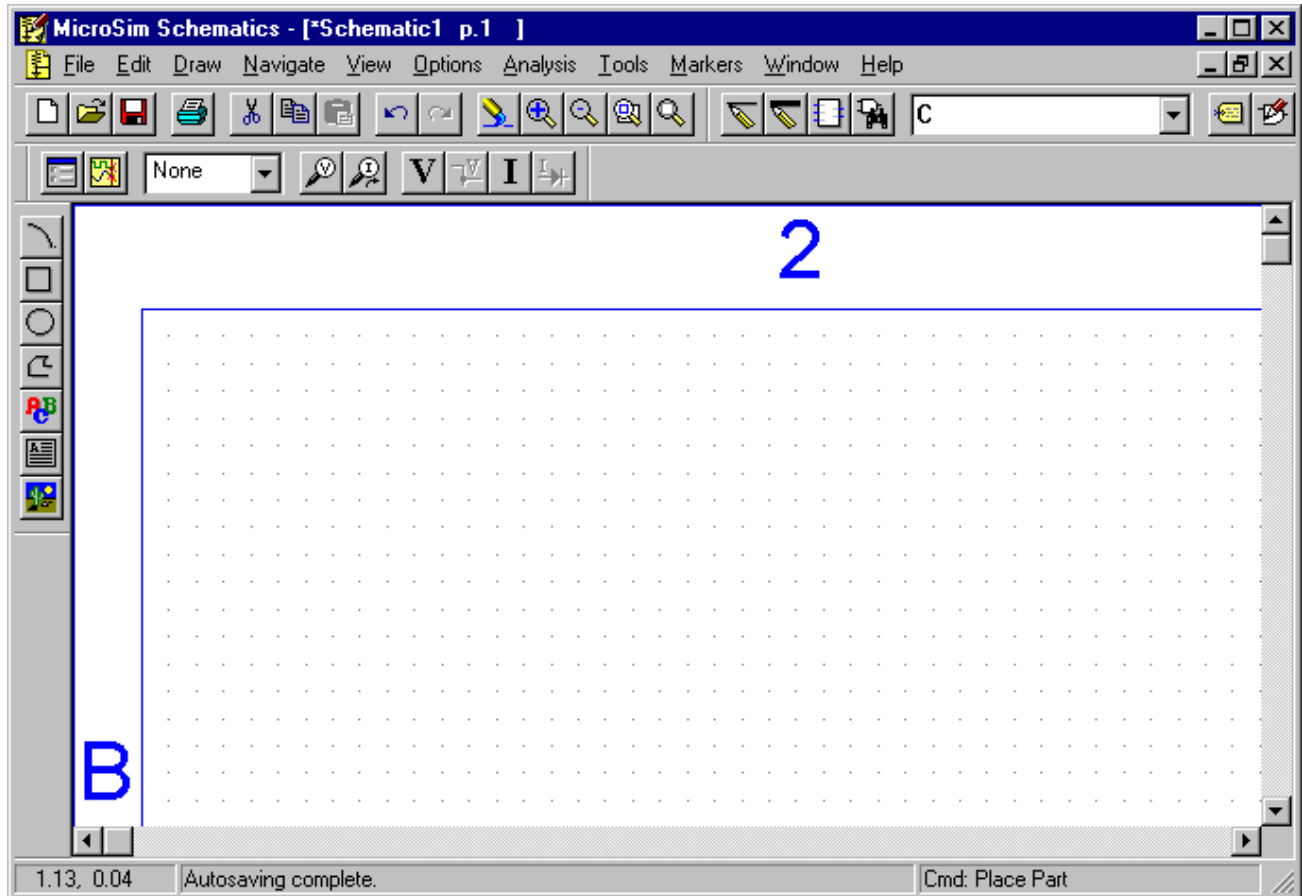 MicroSim Schematics - [*Schematic1 p.1 ]
File Edit Draw Navigate View Options Analysis Tools Markers Window Help
C
None V I V V I I
2
ABC
A
B
1.13, 0.04 Autosaving complete. Cmd: Place Part